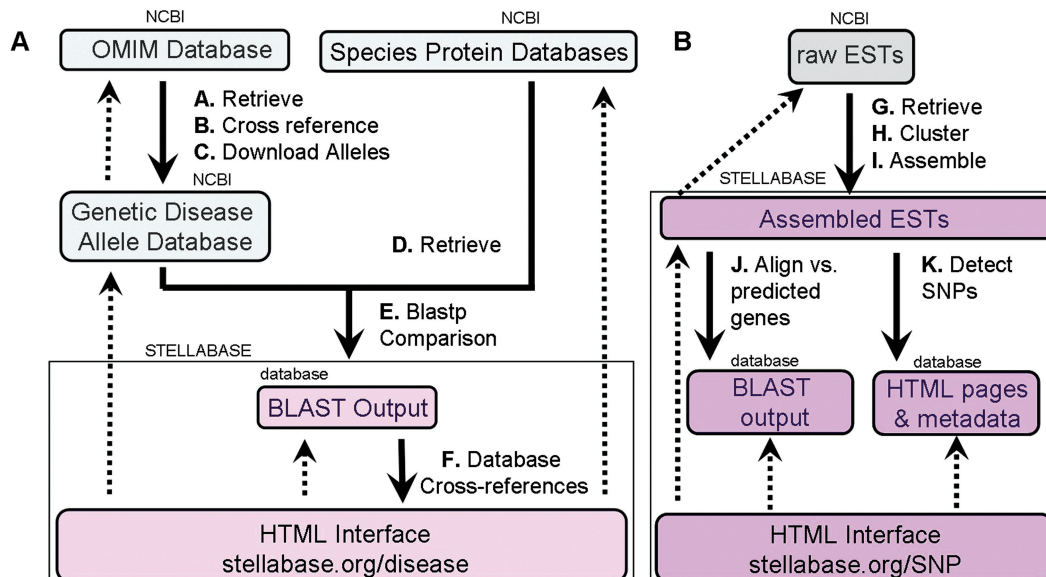 A
NCBI
OMIM Database
NCBI
Species Protein Databases
A. Retrieve
B. Cross reference
C. Download Alleles
NCBI
Genetic Disease
Allele Database
D. Retrieve
E. Blastp
Comparison
STELLABASE
database
BLAST Output
F. Database
Cross-references
HTML Interface
stellabase.org/disease
B
NCBI
raw ESTs
G. Retrieve
H. Cluster
I. Assemble
STELLABASE
Assembled ESTs
J. Align vs.
predicted
genes
K. Detect
SNPs
database
BLAST
output
database
HTML pages
& metadata
HTML Interface
stellabase.org/SNP